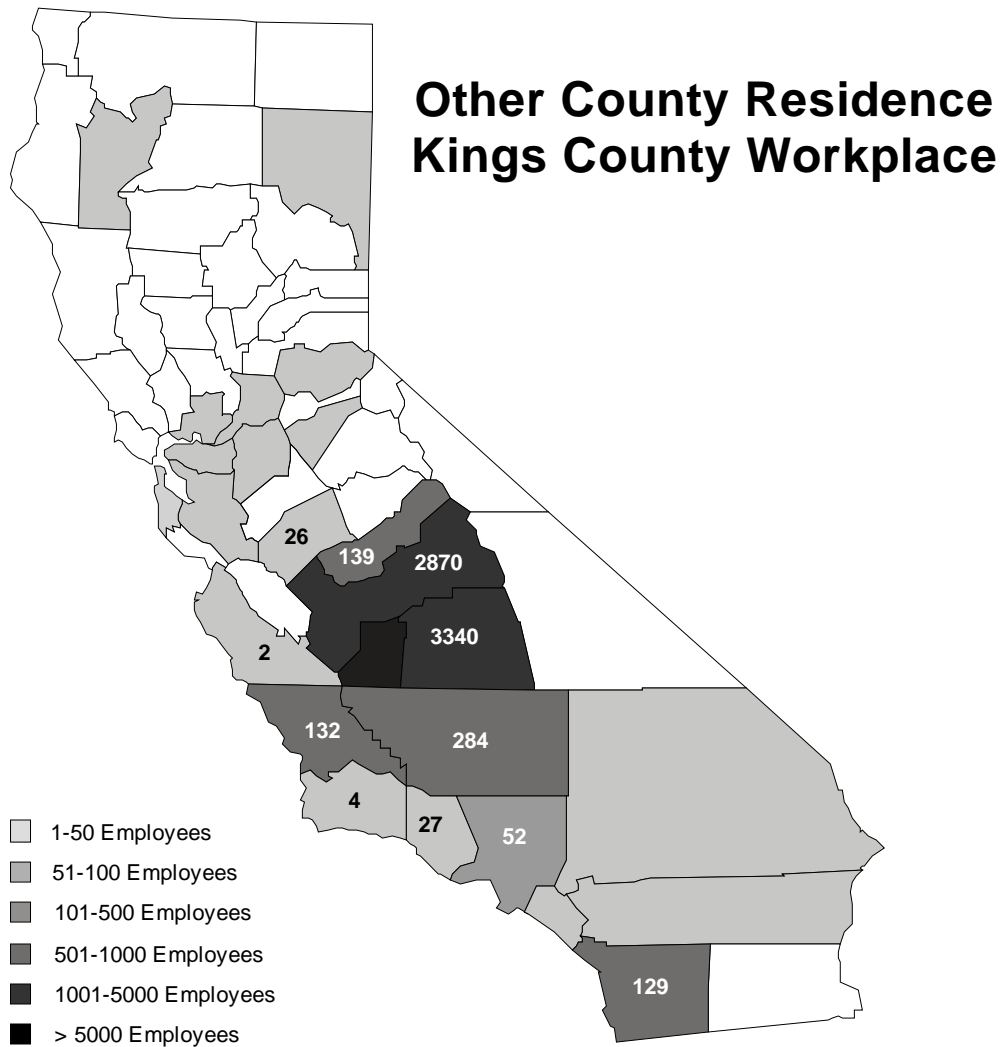 Other County Residence
Kings County Workplace
26
139
2870
2
3340
132
284
4
27
52
129
1-50 Employees
51-100 Employees
101-500 Employees
501-1000 Employees
1001-5000 Employees
> 5000 Employees